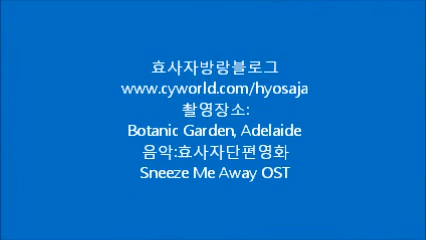 효사자방랑블로그
www.cyworld.com/hyosaja
촬영장소:
Botanic Garden, Adelaide
음악:효사자단편영화
Sneeze Me Away OST